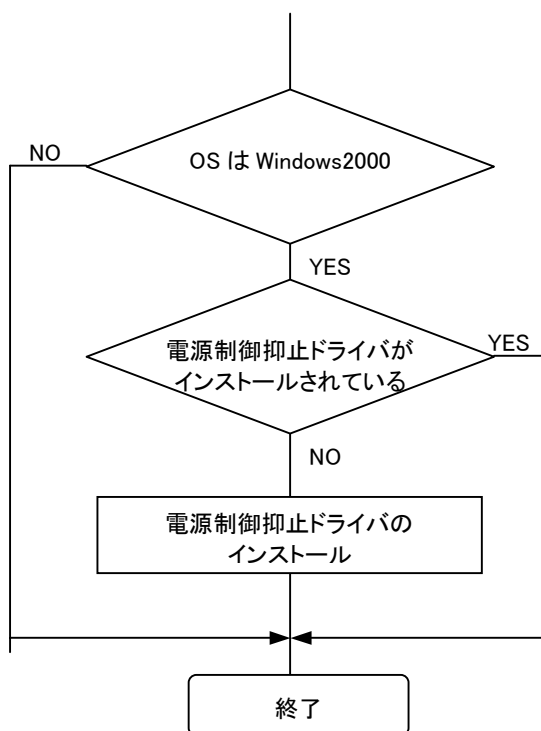 NO
OS は Windows2000
YES
電源制御抑止ドライバが
インストールされている
YES
NO
電源制御抑止ドライバの
インストール
終了